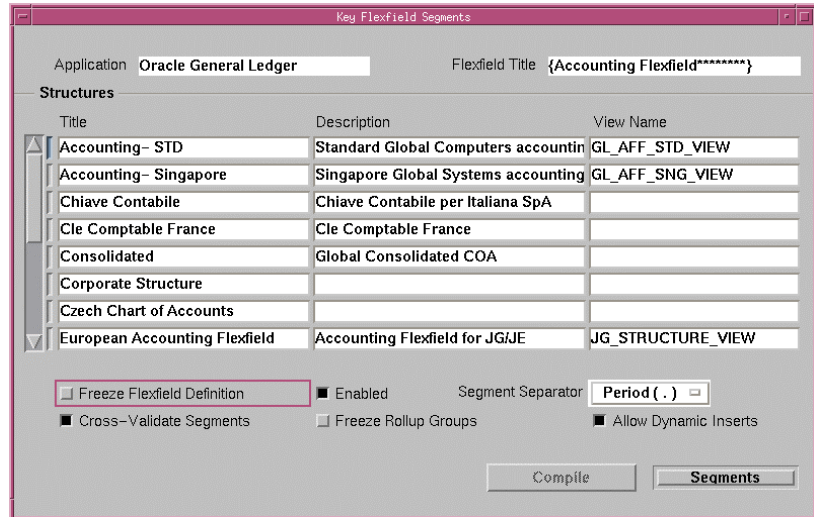 Key Flexfield Segments
Application Oracle General Ledger Flexfield Title {Accounting Flexfield********}
Structures
Title Description View Name
Accounting- STD Standard Global Computers accountin GL_AFF_STD_VIEW
Accounting- Singapore Singapore Global Systems accounting GL_AFF_SNG_VIEW
Chiave Contabile Chiave Contabile per Italiana SpA
Cle Comptable France Cle Comptable France
Consolidated Global Consolidated COA
Corporate Structure
Czech Chart of Accounts
European Accounting Flexfield Accounting Flexfield for JG/JE JG_STRUCTURE_VIEW
Freeze Flexfield Definition Enabled Segment Separator Period ( . )
Cross-Validate Segments Freeze Rollup Groups Allow Dynamic Inserts
Compile Segments